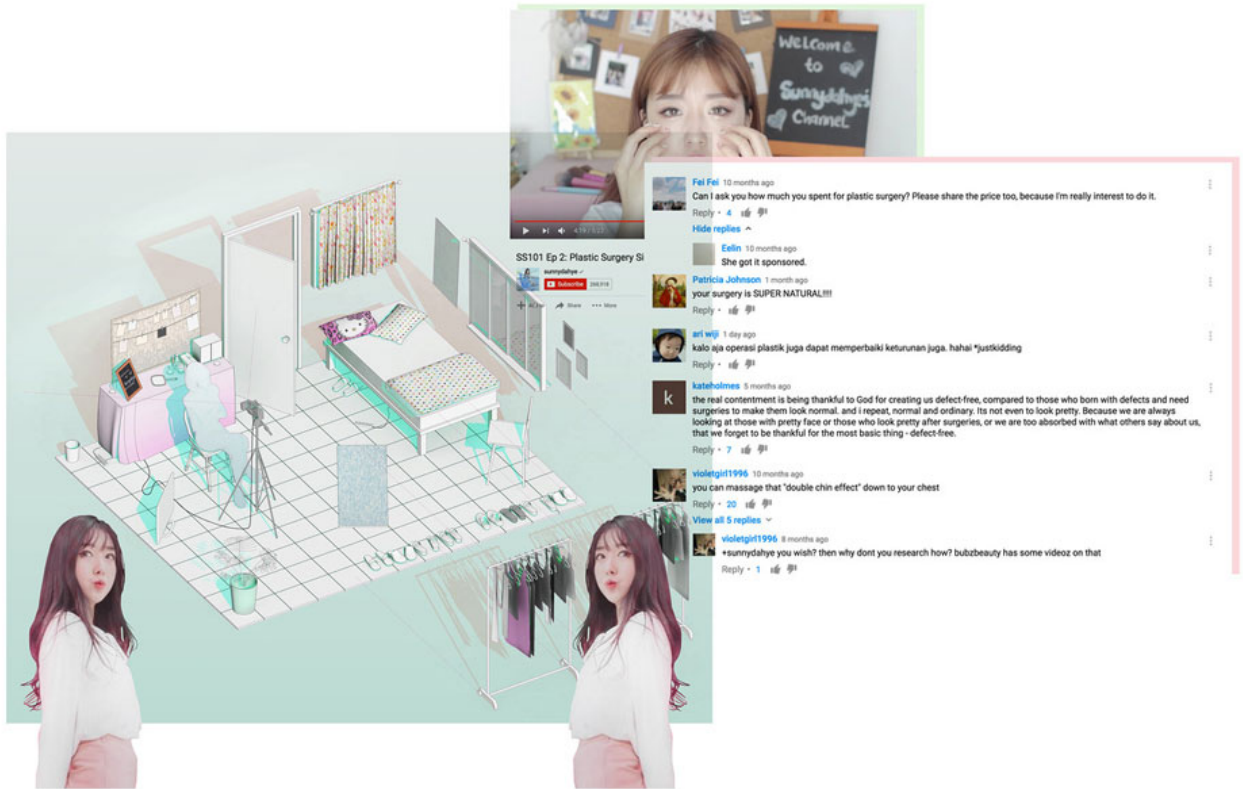 Welcome
to
Sunnydahye's
Channel
4:19 / 5:27
SS101 Ep 2: Plastic Surgery Si
sunnydahye
Subscribe 268,918
Share
More
Fei Fei 10 months ago
Can I ask you how much you spent for plastic surgery? Please share the price too, because I'm really interest to do it.
Reply • 4
Hide replies
Eelin 10 months ago
She got it sponsored.
Patricia Johnson 1 month ago
your surgery is SUPER NATURAL!!!!
Reply •
ari wiji 1 day ago
kalo aja operasi plastik juga dapat memperbaiki keturunan juga. hahai *justkidding
Reply •
k
kateholmes 5 months ago
the real contentment is being thankful to God for creating us defect-free, compared to those who born with defects and need
surgeries to make them look normal. and i repeat, normal and ordinary. Its not even to look pretty. Because we are always
looking at those with pretty face or those who look pretty after surgeries, or we are too absorbed with what others say about us,
that we forget to be thankful for the most basic thing - defect-free.
Reply • 7
violetgirl1996 10 months ago
you can massage that "double chin effect" down to your chest
Reply • 20
View all 5 replies
violetgirl1996 8 months ago
+sunnydahye you wish? then why dont you research how? bubzbeauty has some videoz on that
Reply • 1